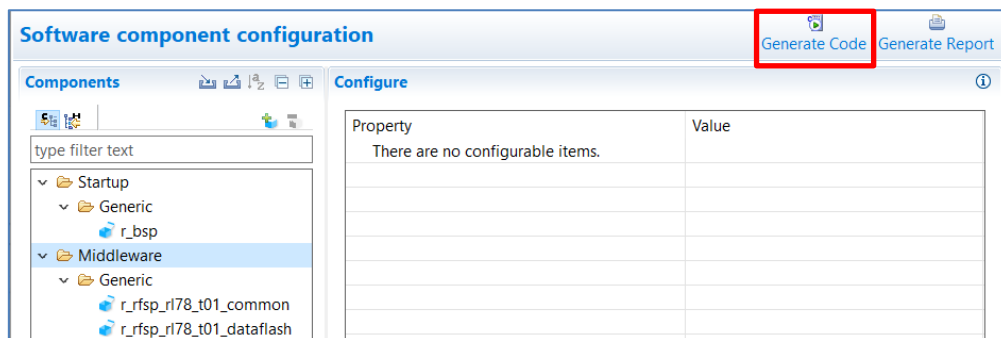 Software component configuration
Generate Code
Generate Report
Components
Configure
type filter text
Property
Value
There are no configurable items.
Startup
Generic
r_bsp
Middleware
Generic
r_rfsp_rl78_t01_common
r_rfsp_rl78_t01_dataflash